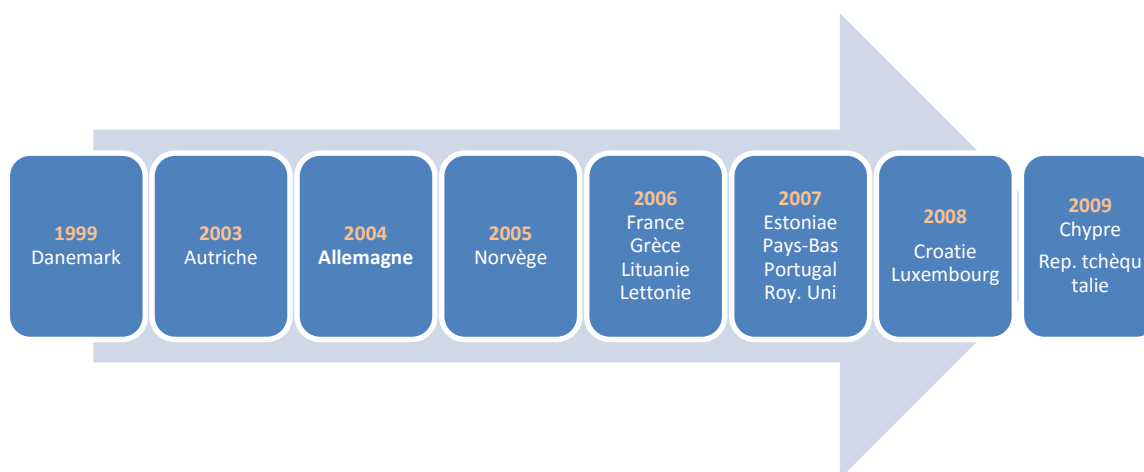 1999
Danemark
2003
Autriche
2004
Allemagne
2005
Norvège
2006
France
Grèce
Lituanie
Lettonie
2007
Estoniae
Pays-Bas
Portugal
Roy. Uni
2008
Croatie
Luxembourg
2009
Chypre
Rep. tchèqu
talie